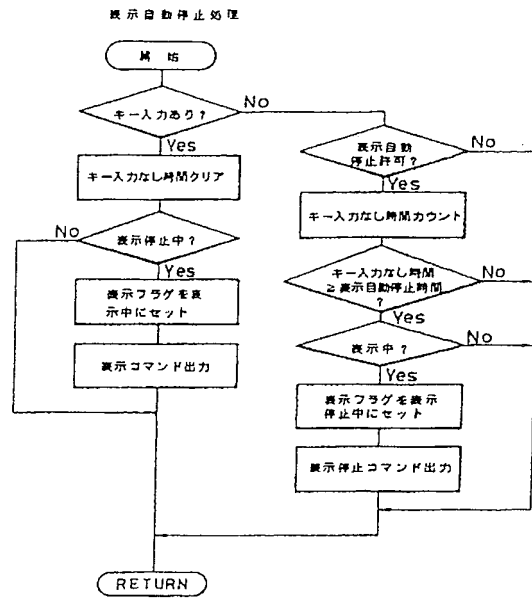 表示自動停止処理
開始
キー入力あり?
No
Yes
キー入力なし時間クリア
No
表示停止中?
Yes
表示フラグを表
示中にセット
表示コマンド出力
表示自動
停止許可?
No
Yes
キー入力なし時間カウント
キー入力なし時間
≥表示自動停止時間
?
No
Yes
表示中?
No
Yes
表示フラグを表示
停止中にセット
表示停止コマンド出力
RETURN